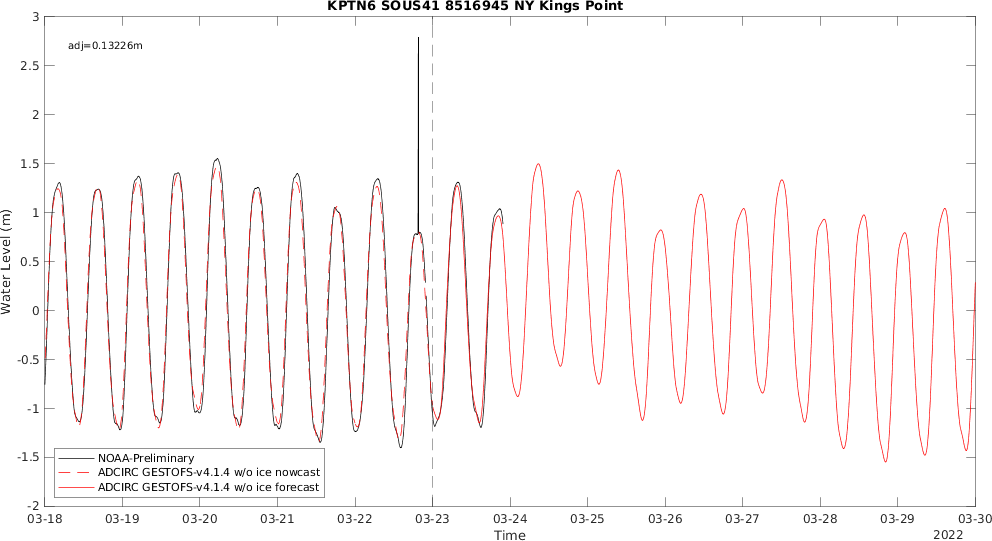 KPTN6 SOUS41 8516945 NY Kings Point
adj=0.13226m
3
2.5
2
1.5
1
0.5
0
-0.5
-1
-1.5
-2
Water Level (m)
NOAA-Preliminary
ADCIRC GESTOFS-v4.1.4 w/o ice nowcast
ADCIRC GESTOFS-v4.1.4 w/o ice forecast
03-18 03-19 03-20 03-21 03-22 03-23 03-24 03-25 03-26 03-27 03-28 03-29 03-30
Time
2022